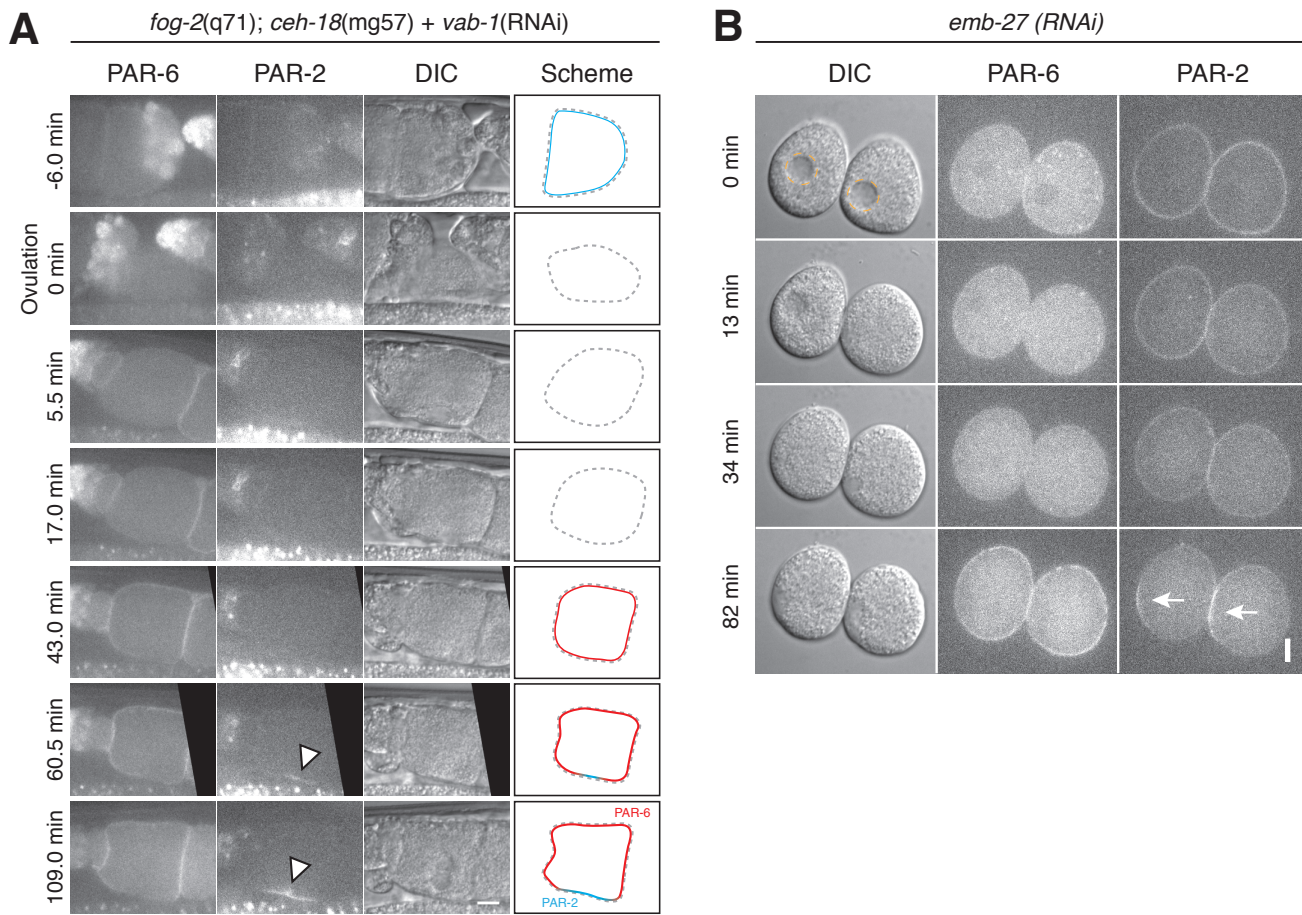 A
fog-2(q71); ceh-18(mg57) + vab-1(RNAi)
PAR-6 PAR-2 DIC Scheme
-6.0 min
Ovulation
0 min
5.5 min
17.0 min
43.0 min
60.5 min
109.0 min
PAR-6
PAR-2
B
emb-27 (RNAi)
DIC PAR-6 PAR-2
0 min
13 min
34 min
82 min